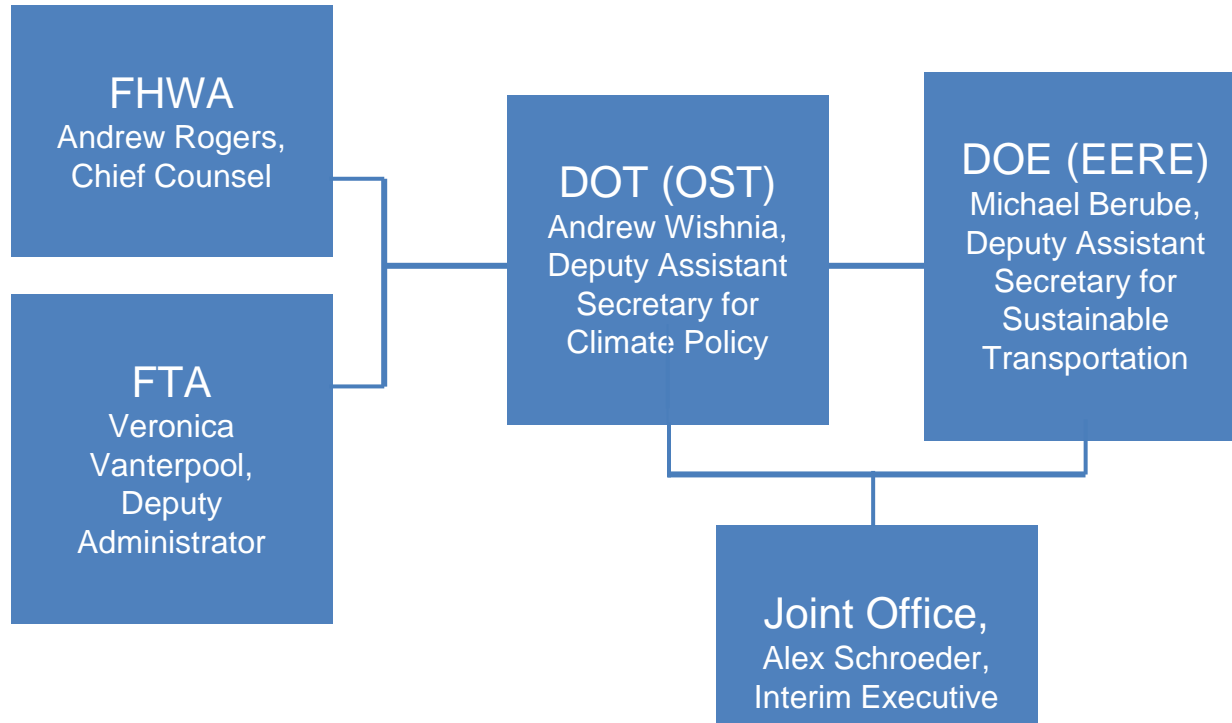 FHWA
Andrew Rogers,
Chief Counsel
FTA
Veronica
Vanterpool,
Deputy
Administrator
DOT (OST)
Andrew Wishnia,
Deputy Assistant
Secretary for
Climate Policy
DOE (EERE)
Michael Berube,
Deputy Assistant
Secretary for
Sustainable
Transportation
Joint Office,
Alex Schroeder,
Interim Executive